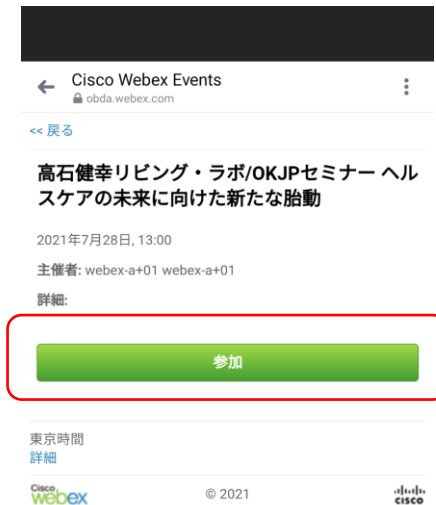 Cisco Webex Events
obda.webex.com
<< 戻る
高石健幸リビング・ラボ/OKJPセミナー ヘル
スケアの未来に向けた新たな胎動
2021年7月28日, 13:00
主催者: webex-a+01 webex-a+01
詳細:
参加
東京時間
詳細
Cisco webex © 2021 cisco